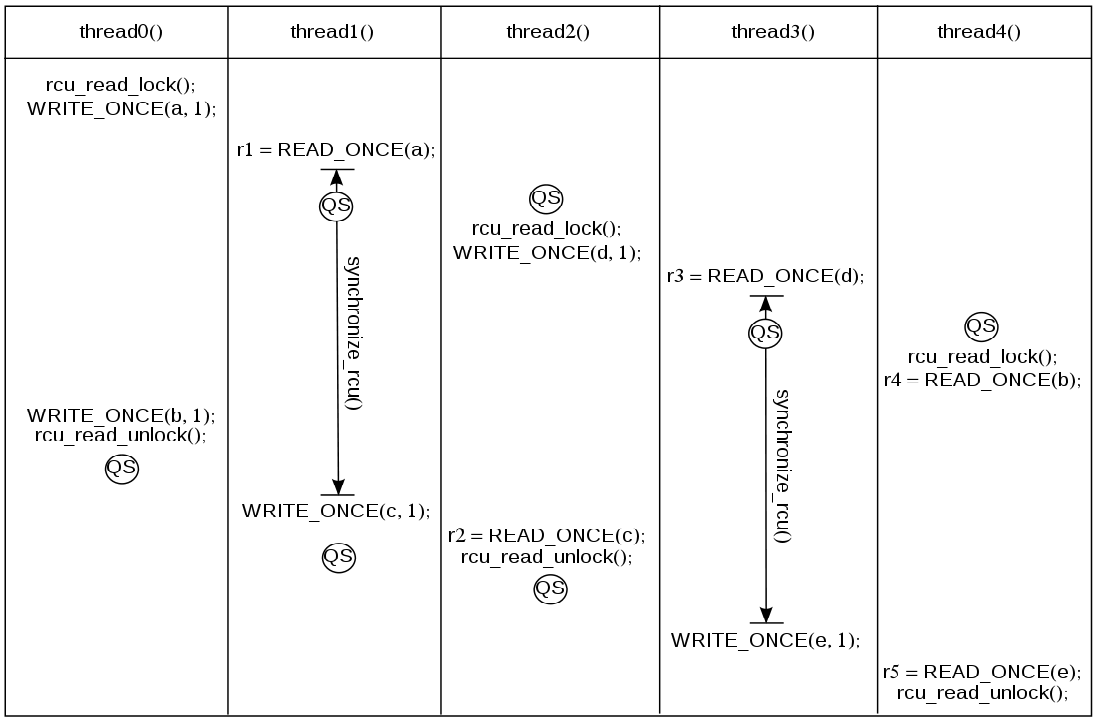 thread0()
thread1()
thread2()
thread3()
thread4()
rcu_read_lock();
WRITE_ONCE(a, 1);
r1 = READ_ONCE(a);
QS
QS
rcu_read_lock();
WRITE_ONCE(d, 1);
synchronize_rcu()
r3 = READ_ONCE(d);
QS
QS
rcu_read_lock();
r4 = READ_ONCE(b);
synchronize_rcu()
WRITE_ONCE(b, 1);
rcu_read_unlock();
QS
WRITE_ONCE(c, 1);
QS
r2 = READ_ONCE(c);
rcu_read_unlock();
QS
WRITE_ONCE(e, 1);
r5 = READ_ONCE(e);
rcu_read_unlock();